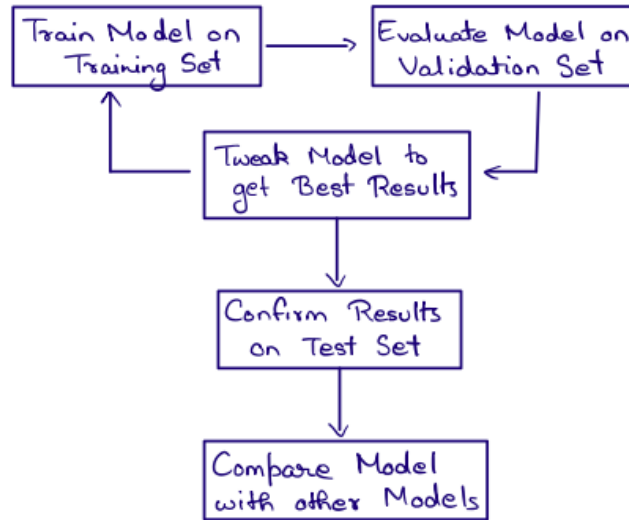 Train Model on
Training Set
Evaluate Model on
Validation Set
Tweak Model to
get Best Results
Confirm Results
on Test Set
Compare Model
with other Models